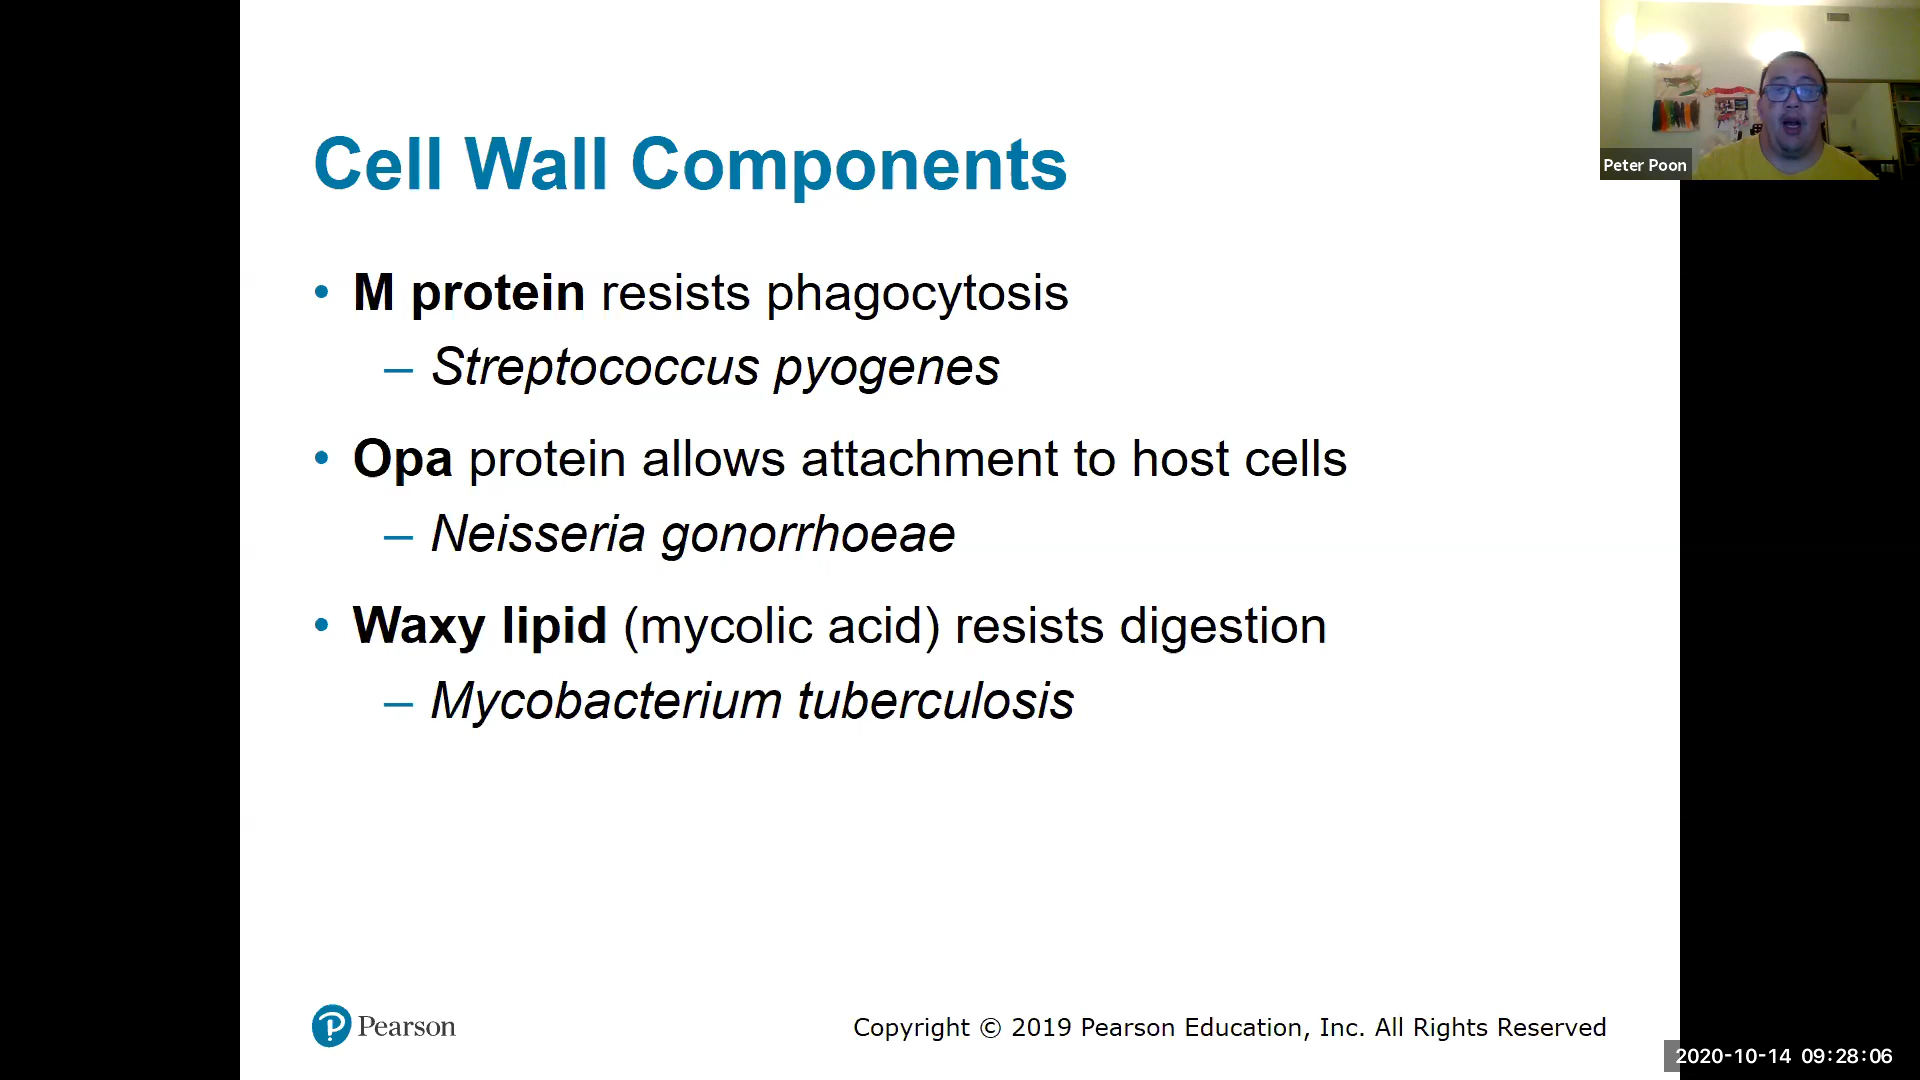 Cell Wall Components
• M protein resists phagocytosis
– Streptococcus pyogenes
• Opa protein allows attachment to host cells
– Neisseria gonorrhoeae
• Waxy lipid (mycolic acid) resists digestion
– Mycobacterium tuberculosis
Pearson
Copyright © 2019 Pearson Education, Inc. All Rights Reserved
Peter Poon
2020-10-14 09:28:06